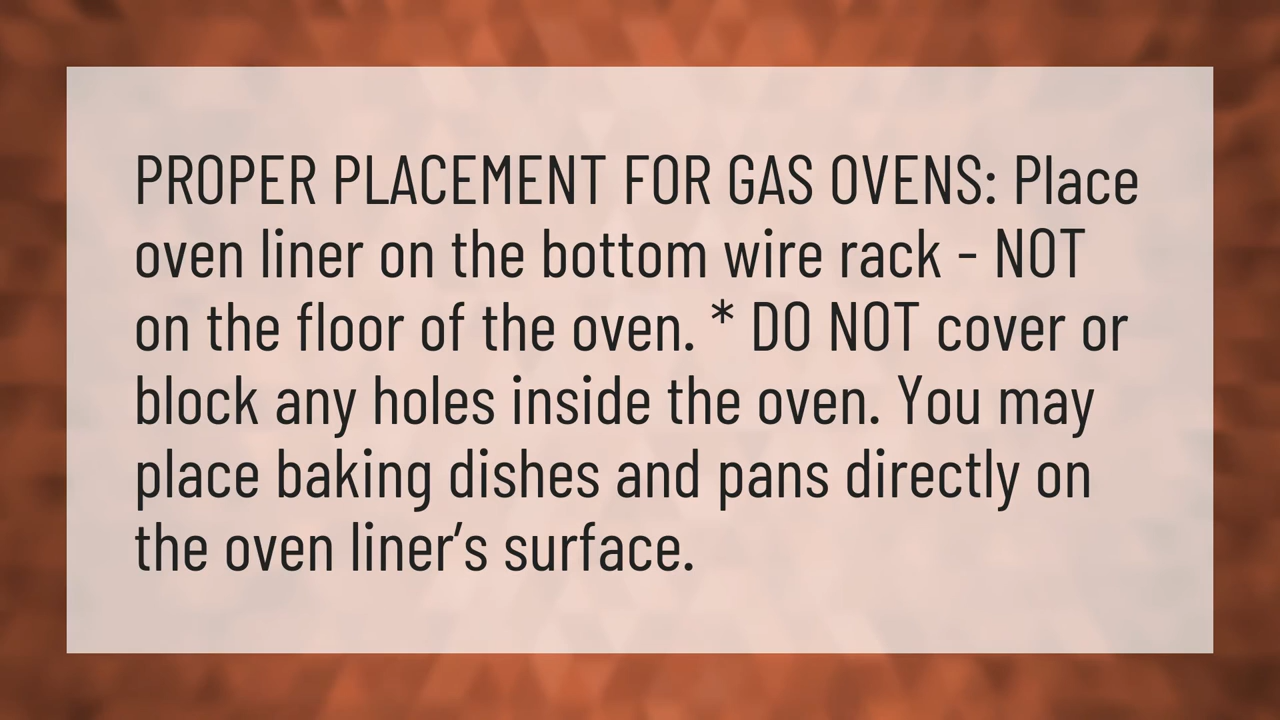 PROPER PLACEMENT FOR GAS OVENS: Place
oven liner on the bottom wire rack - NOT
on the floor of the oven. * DO NOT cover or
block any holes inside the oven. You may
place baking dishes and pans directly on
the oven liner’s surface.